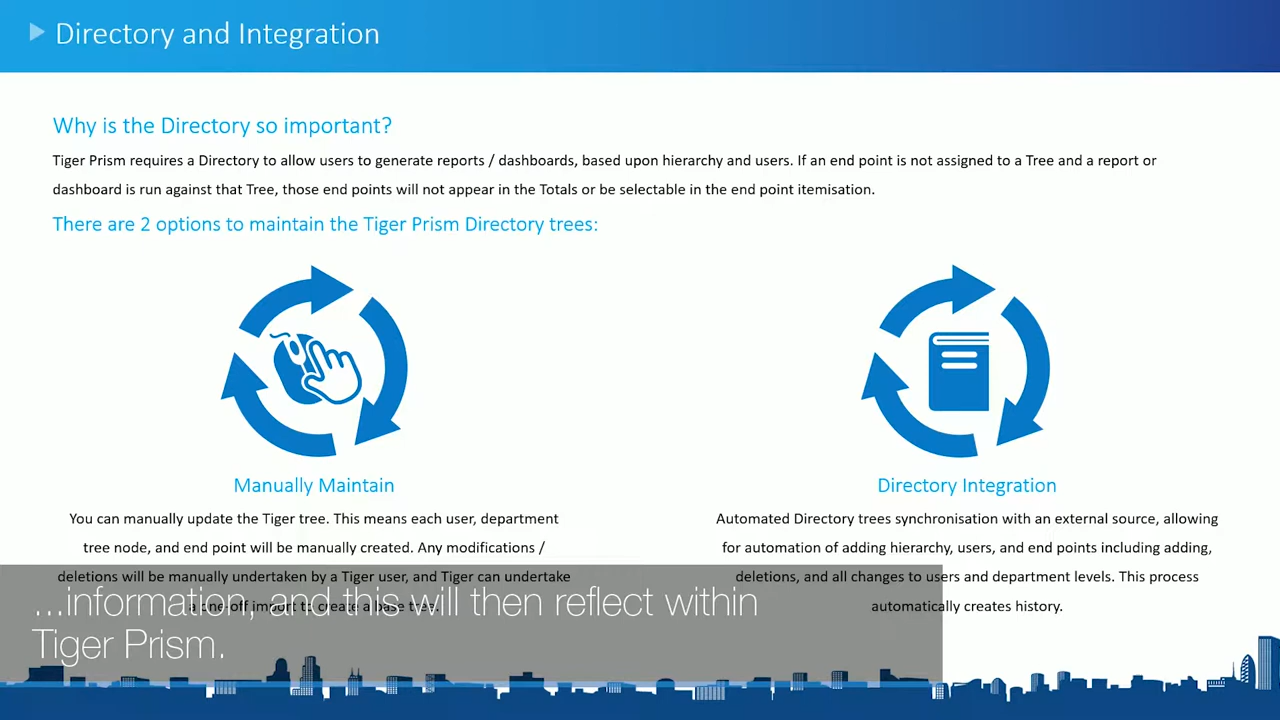 Directory and Integration
Why is the Directory so important?
Tiger Prism requires a Directory to allow users to generate reports / dashboards, based upon hierarchy and users. If an end point is not assigned to a Tree and a report or
dashboard is run against that Tree, those end points will not appear in the Totals or be selectable in the end point itemisation.
There are 2 options to maintain the Tiger Prism Directory trees:
Manually Maintain
You can manually update the Tiger tree. This means each user, department
tree node, and end point will be manually created. Any modifications /
deletions will be manually undertaken by a Tiger user, and Tiger can undertake
a one-off import to create a base tree.
Directory Integration
Automated Directory trees synchronisation with an external source, allowing
for automation of adding hierarchy, users, and end points including adding,
deletions, and all changes to users and department levels. This process
automatically creates history.
...information, and this will then reflect within
Tiger Prism.